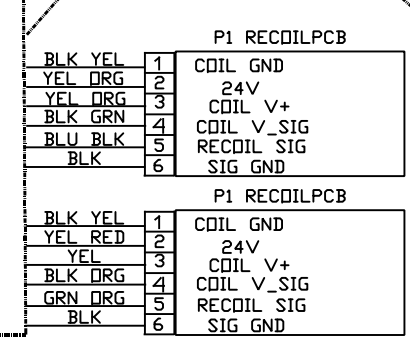 P1 RECOILPCB
BLK YEL 1 COIL GND
YEL ORG 2 24V
YEL ORG 3 COIL V+
BLK GRN 4 COIL V_SIG
BLU BLK 5 RECOIL SIG
BLK 6 SIG GND
P1 RECOILPCB
BLK YEL 1 COIL GND
YEL RED 2 24V
YEL 3 COIL V+
BLK ORG 4 COIL V_SIG
GRN ORG 5 RECOIL SIG
BLK 6 SIG GND